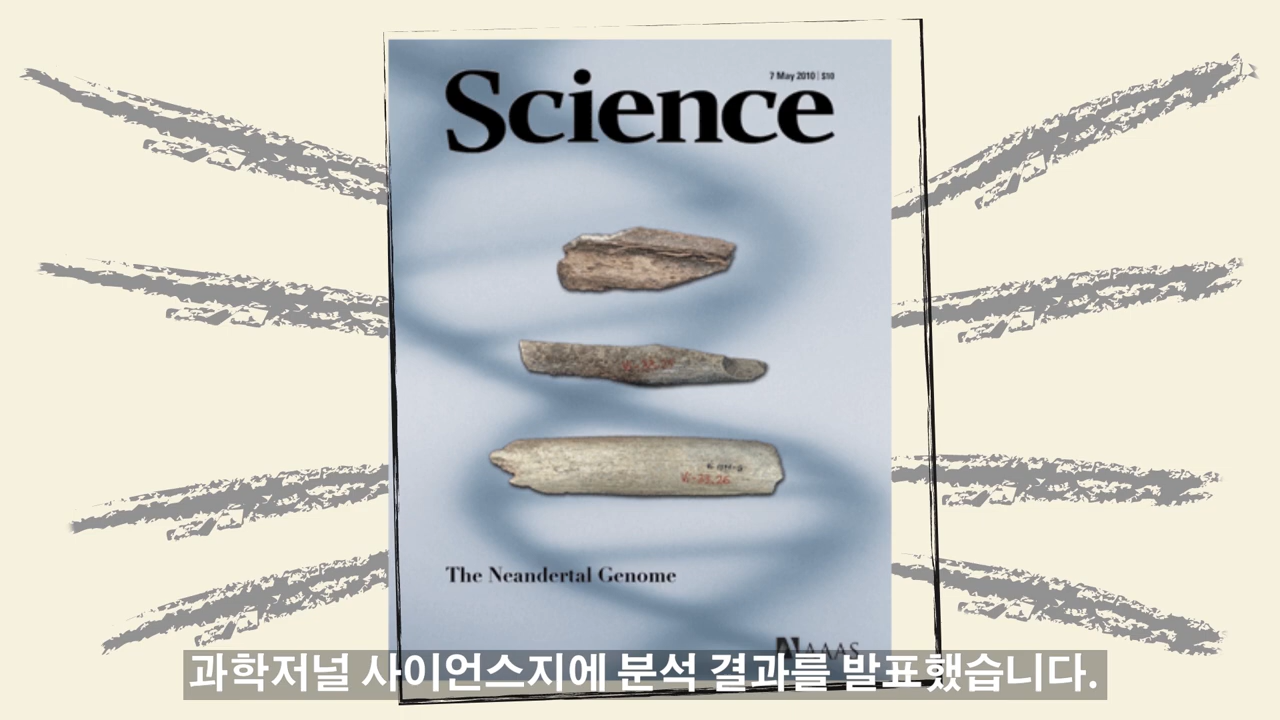 7 May 2010 | $10
Science
The Neandertal Genome
AAAS
과학저널 사이언스지에 분석 결과를 발표했습니다.